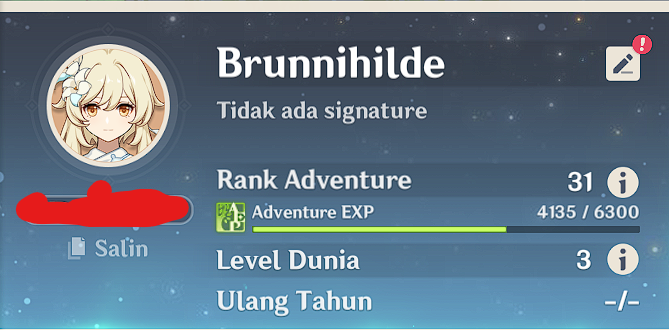 Brunnihilde
Tidak ada signature
Rank Adventure 31
Adventure EXP 4135 / 6300
Salin
Level Dunia 3
Ulang Tahun -/-